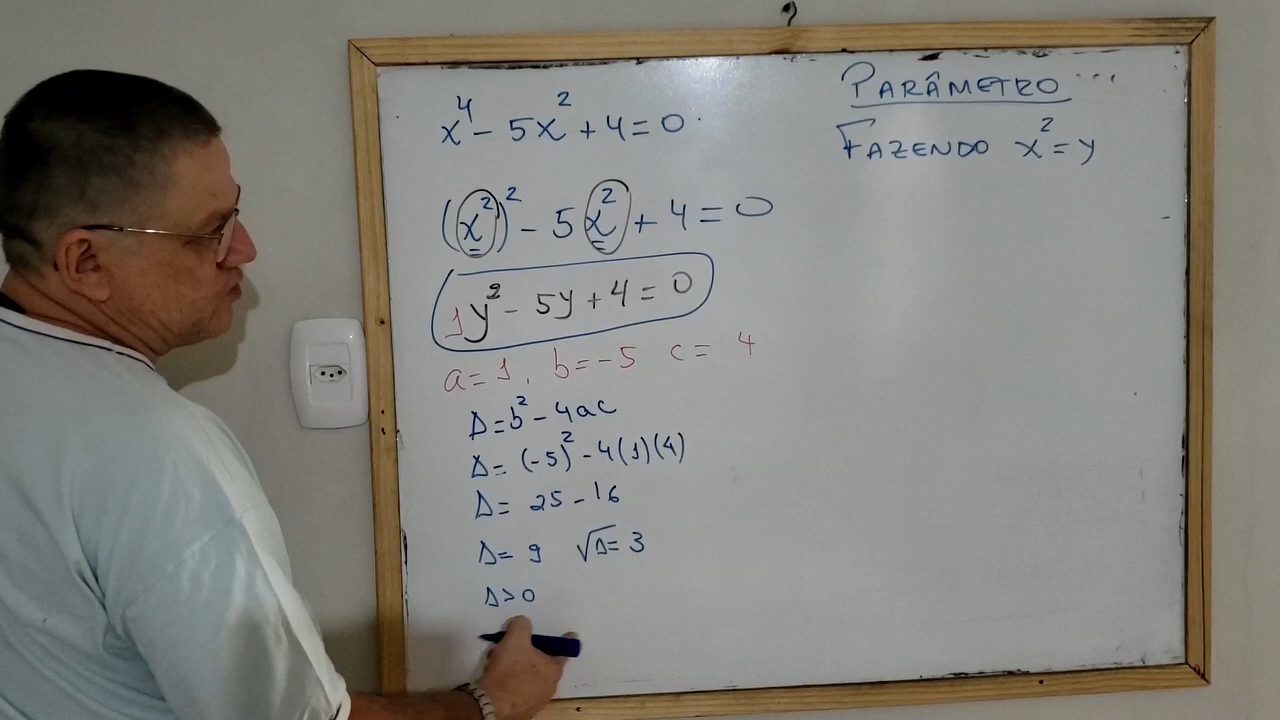 x⁴ - 5x² + 4 = 0
(x²)² - 5x² + 4 = 0
1y² - 5y + 4 = 0
a = 1, b = -5 c = 4
Δ = b² - 4ac
Δ = (-5)² - 4(1)(4)
Δ = 25 - 16
Δ = 9 √Δ = 3
Δ > 0
PARÂMETRO...
FAZENDO x² = y